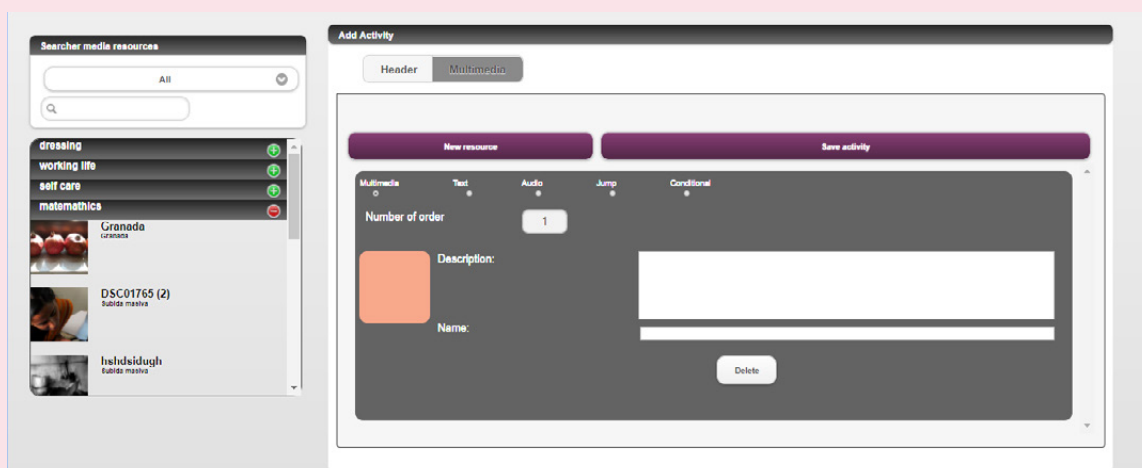 Searcher media resources
All
dressing
working life
self care
matemathics
Granada
Granada
DSC01765 (2)
Subida masiva
hshdsidugh
Subida masiva
Add Activity
Header Multimedia
New resource Save activity
Multimedia Text Audio Jump Conditional
Number of order 1
Description:
Name:
Delete